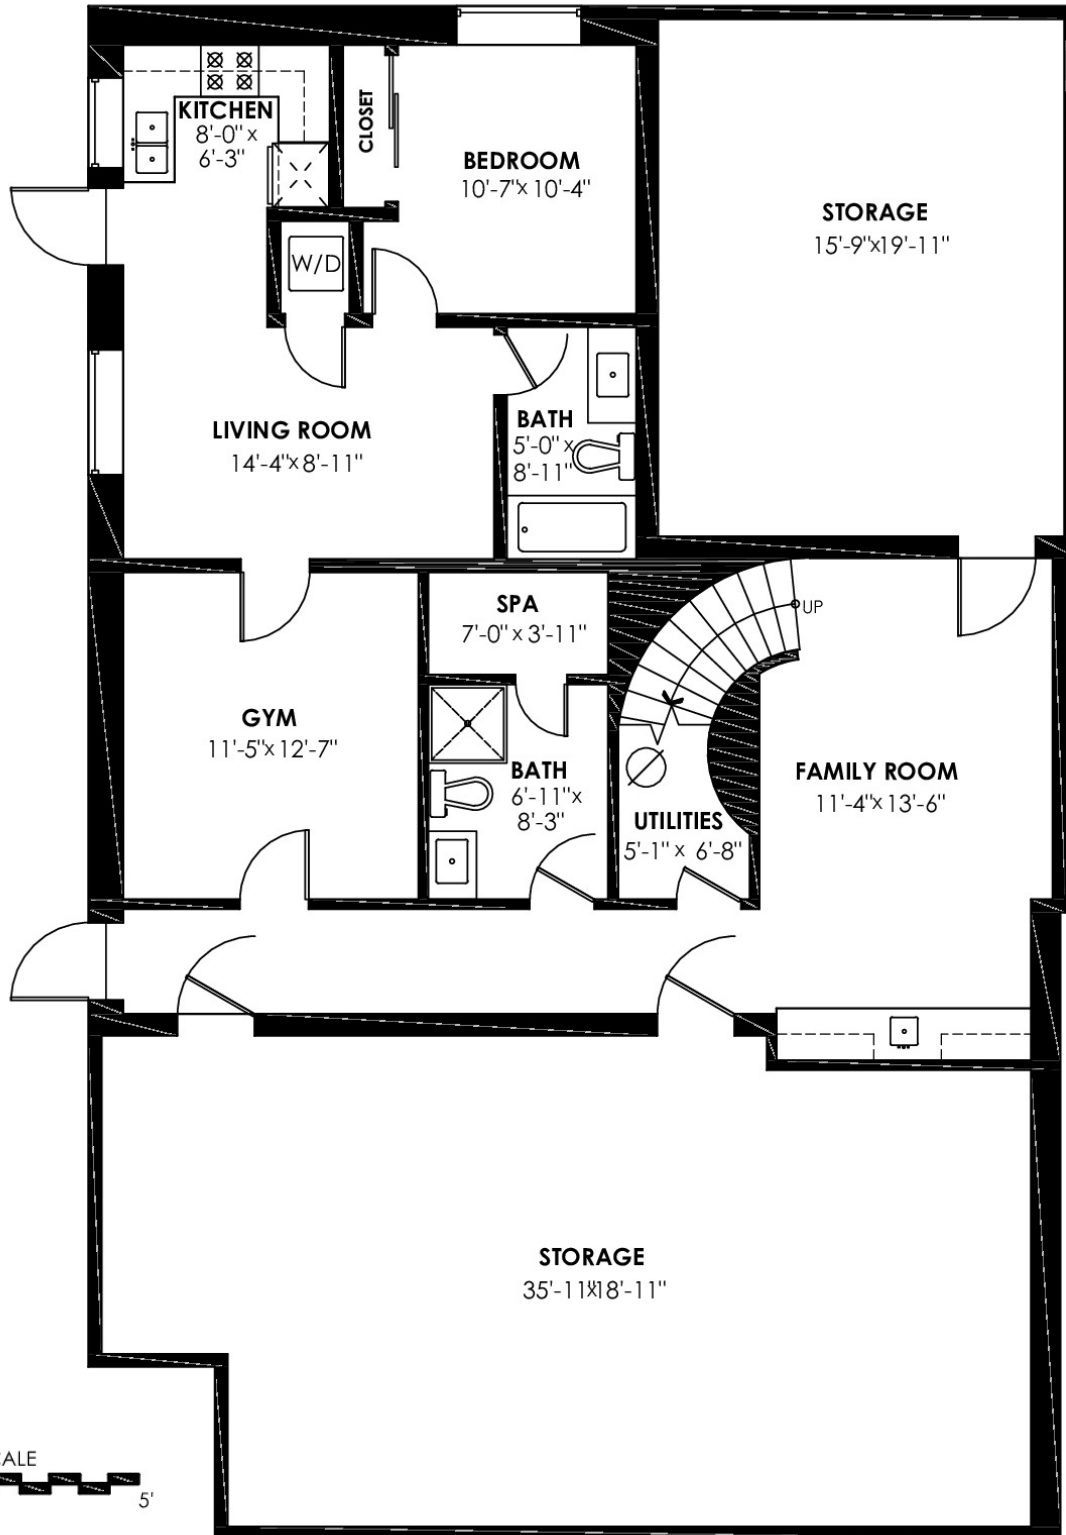 KITCHEN
8'-0" x
6'-3"
CLOSET
BEDROOM
10'-7"x 10'-4"
STORAGE
15'-9"x19'-11"
W/D
LIVING ROOM
14'-4"x 8'-11"
BATH
5'-0" x
8'-11"
SPA
7'-0" x 3'-11"
UP
GYM
11'-5"x 12'-7"
BATH
6'-11"x
8'-3"
UTILITIES
5'-1" x 6'-8"
FAMILY ROOM
11'-4"x 13'-6"
STORAGE
35'-11"x18'-11"
ALE
5'